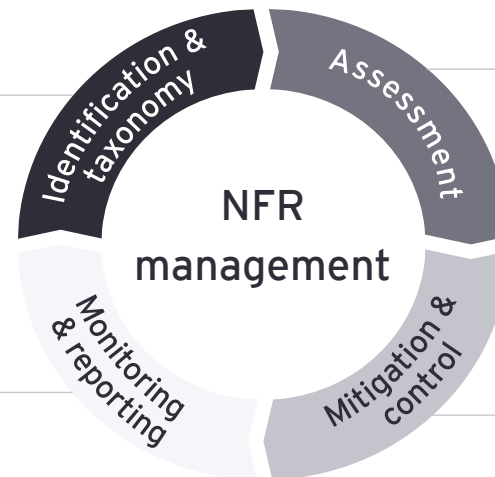 Identification &
taxonomy
Assessment
NFR
management
Monitoring
& reporting
Mitigation &
control